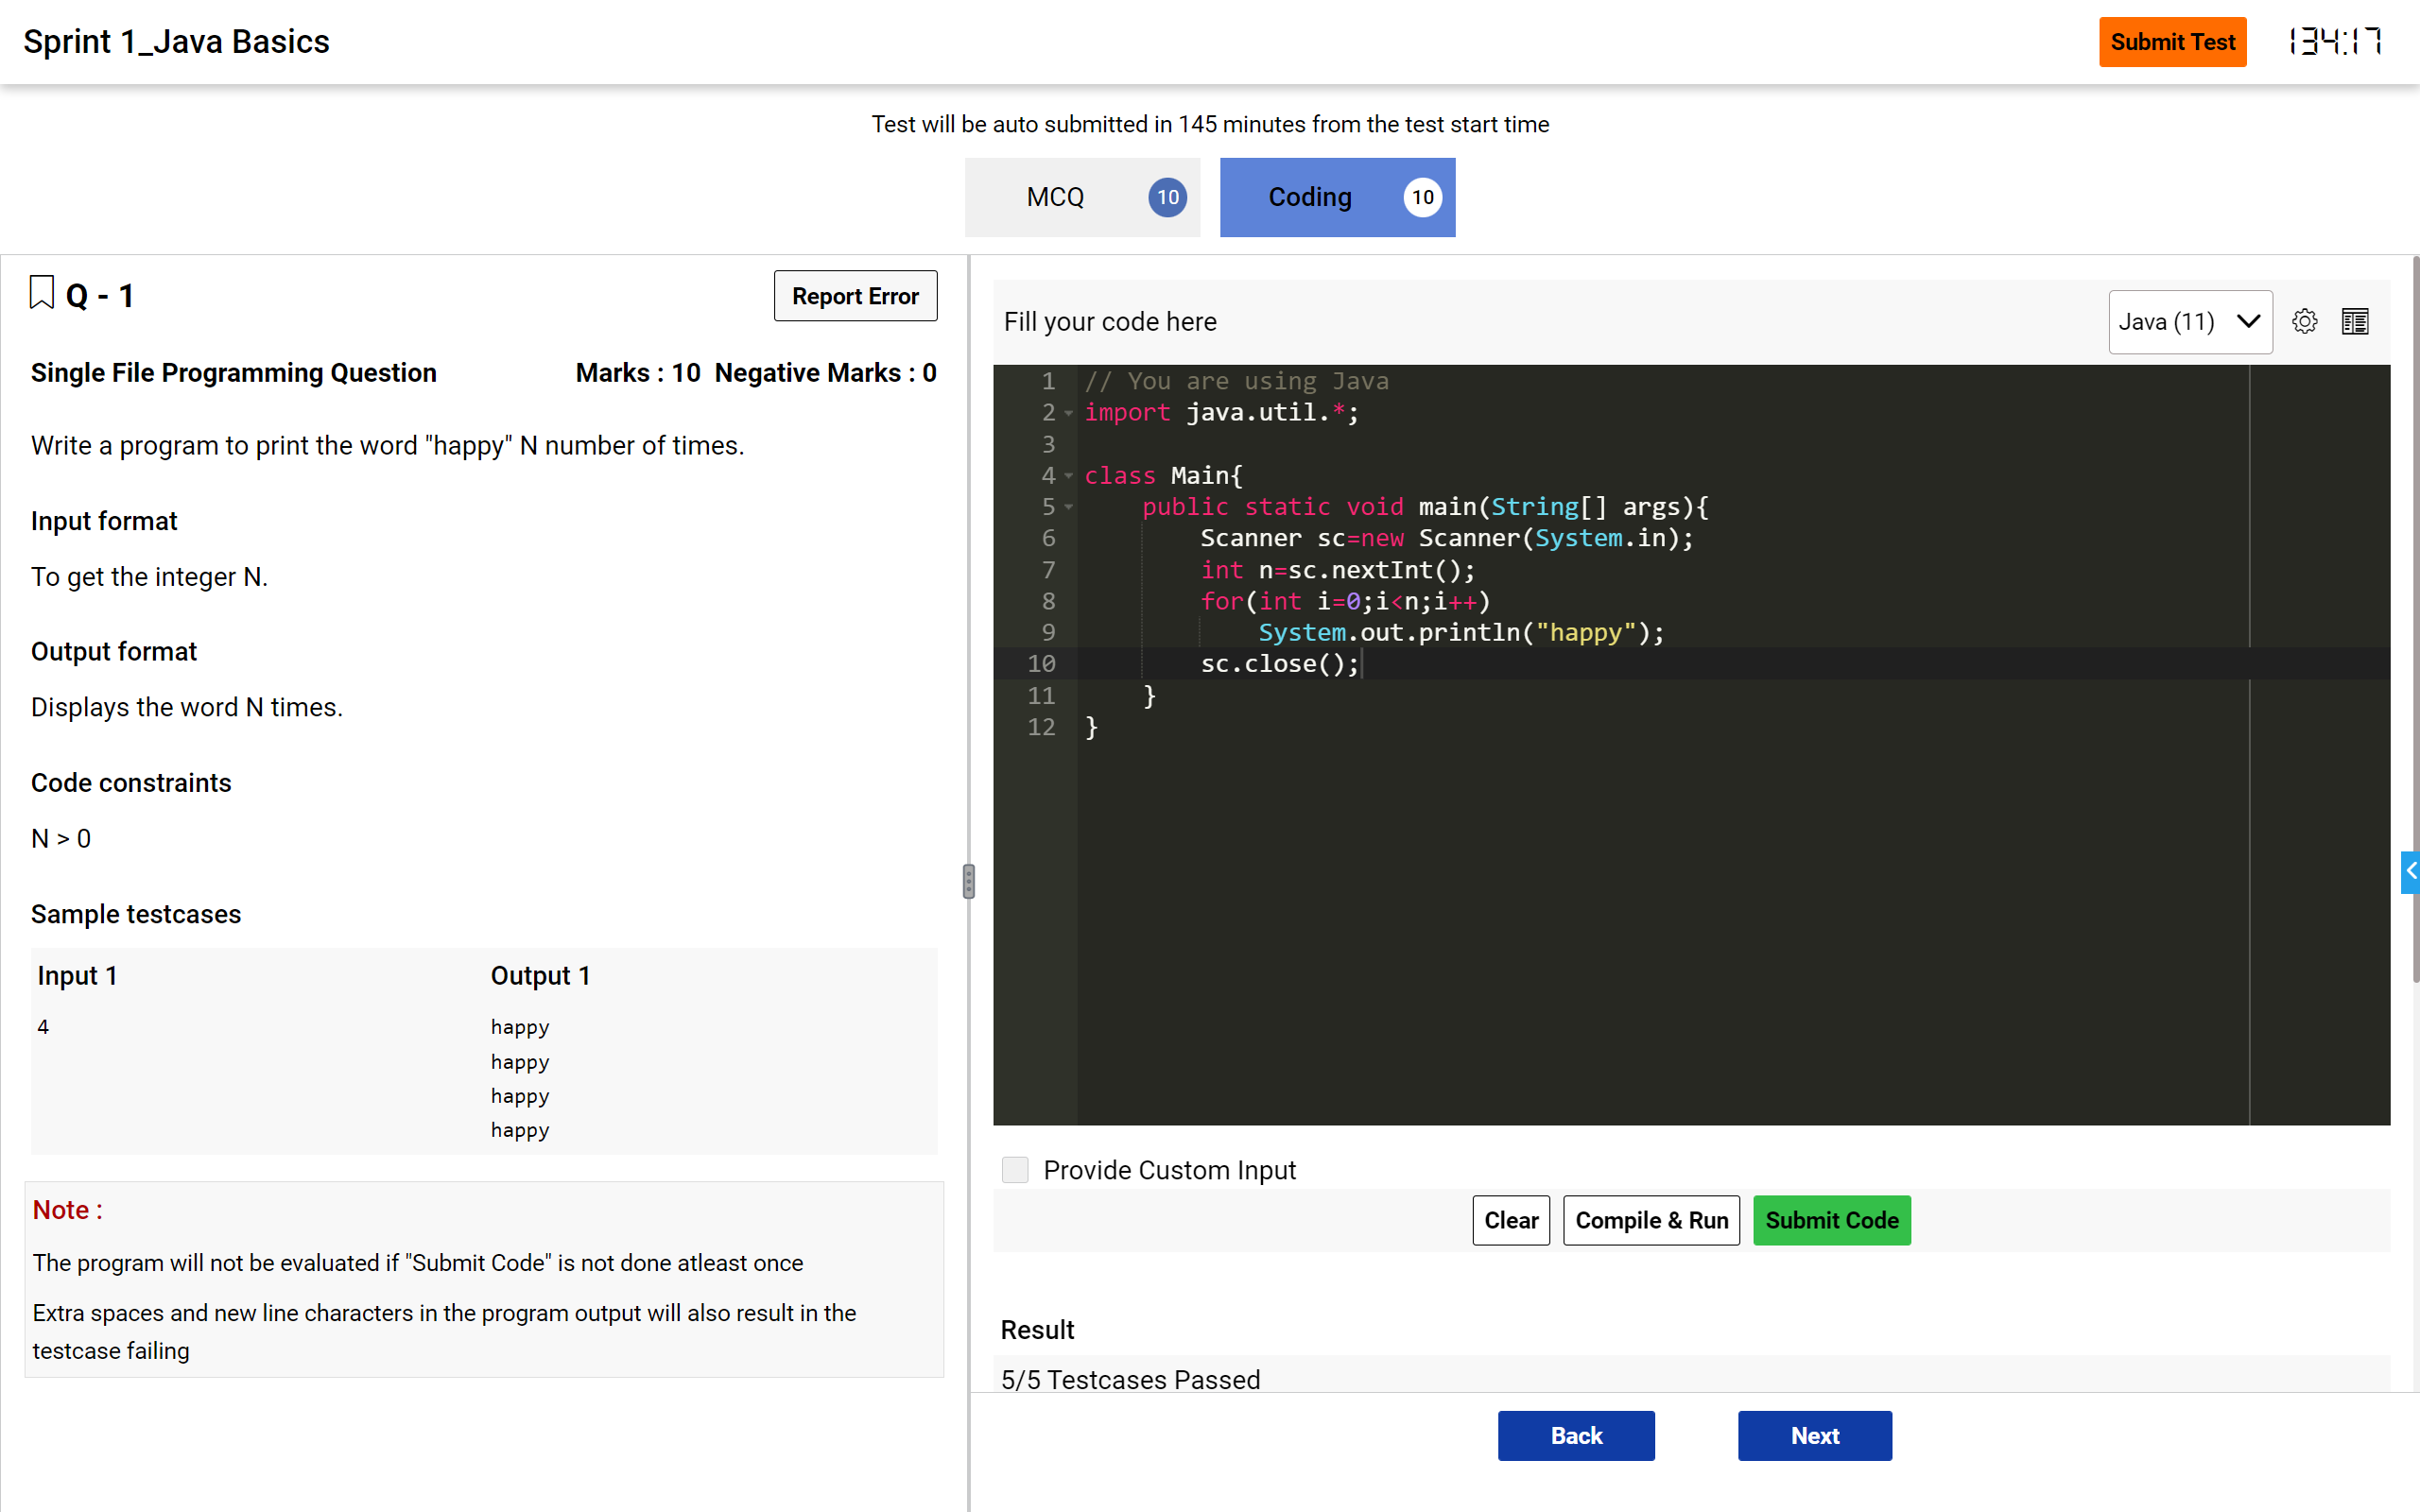 Sprint 1_Java Basics
Submit Test
134:17
Test will be auto submitted in 145 minutes from the test start time
MCQ 10
Coding 10
Q - 1
Report Error
Single File Programming Question
Marks : 10 Negative Marks : 0
Write a program to print the word "happy" N number of times.
Input format
To get the integer N.
Output format
Displays the word N times.
Code constraints
N > 0
Sample testcases
Input 1 Output 1
4 happy
happy
happy
happy
Note :
The program will not be evaluated if "Submit Code" is not done atleast once
Extra spaces and new line characters in the program output will also result in the
testcase failing
Fill your code here
Java (11)
1 // You are using Java
2 import java.util.*;
3
4 class Main{
5     public static void main(String[] args){
6         Scanner sc=new Scanner(System.in);
7         int n=sc.nextInt();
8         for(int i=0;i<n;i++)
9             System.out.println("happy");
10         sc.close();
11     }
12 }
Provide Custom Input
Clear
Compile & Run
Submit Code
Result
5/5 Testcases Passed
Back
Next